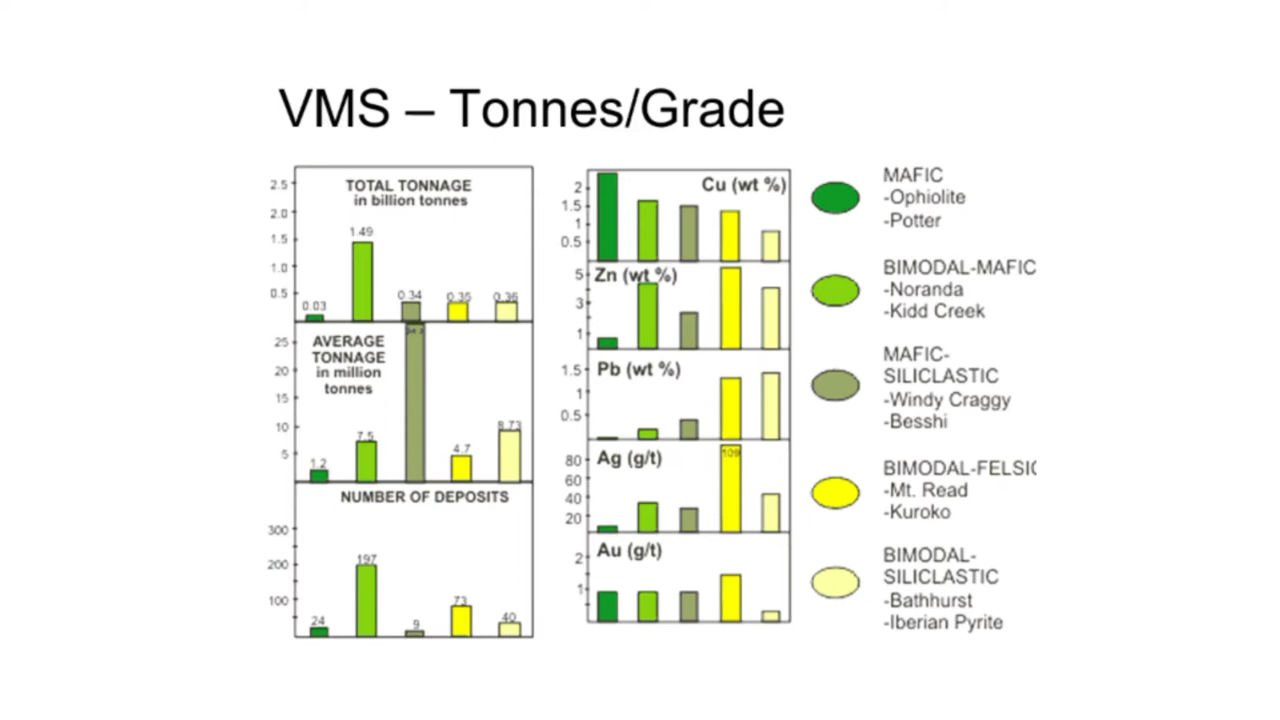 VMS – Tonnes/Grade
TOTAL TONNAGE
in billion tonnes
2.5
2.0
1.5
1.0
0.5
0.03
1.49
0.34
0.35
0.36
AVERAGE
TONNAGE
in million
tonnes
25
20
15
10
5
1.2
7.5
4.7
8.73
NUMBER OF DEPOSITS
300
200
100
24
197
9
73
40
Cu (wt %)
2
1.5
1
0.5
Zn (wt %)
5
3
1
Pb (wt %)
1.5
1
0.5
Ag (g/t)
80
60
40
20
109
Au (g/t)
2
1
MAFIC
-Ophiolite
-Potter
BIMODAL-MAFIC
-Noranda
-Kidd Creek
MAFIC-
SILICLASTIC
-Windy Craggy
-Besshi
BIMODAL-FELSIC
-Mt. Read
-Kuroko
BIMODAL-
SILICLASTIC
-Bathhurst
-Iberian Pyrite